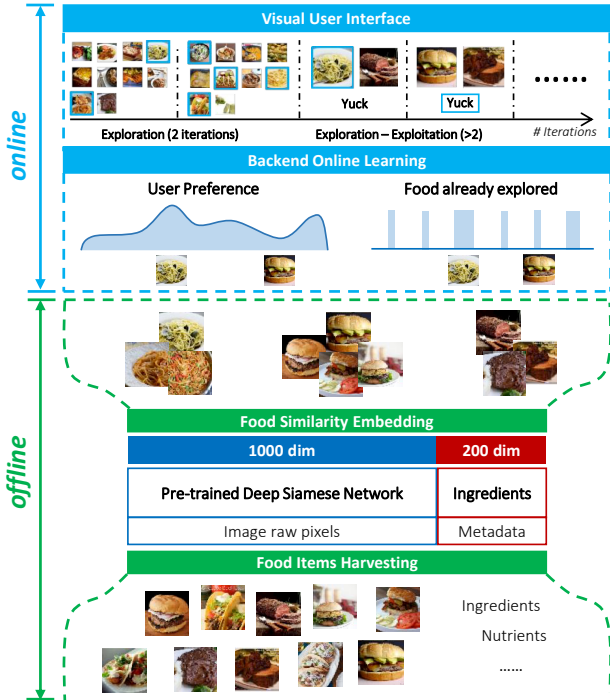 online
Visual User Interface
Yuck
Yuck
......
Exploration (2 iterations)
Exploration – Exploitation (>2)
# Iterations
Backend Online Learning
User Preference
Food already explored
offline
Food Similarity Embedding
1000 dim
200 dim
Pre-trained Deep Siamese Network
Ingredients
Image raw pixels
Metadata
Food Items Harvesting
Ingredients
Nutrients
......